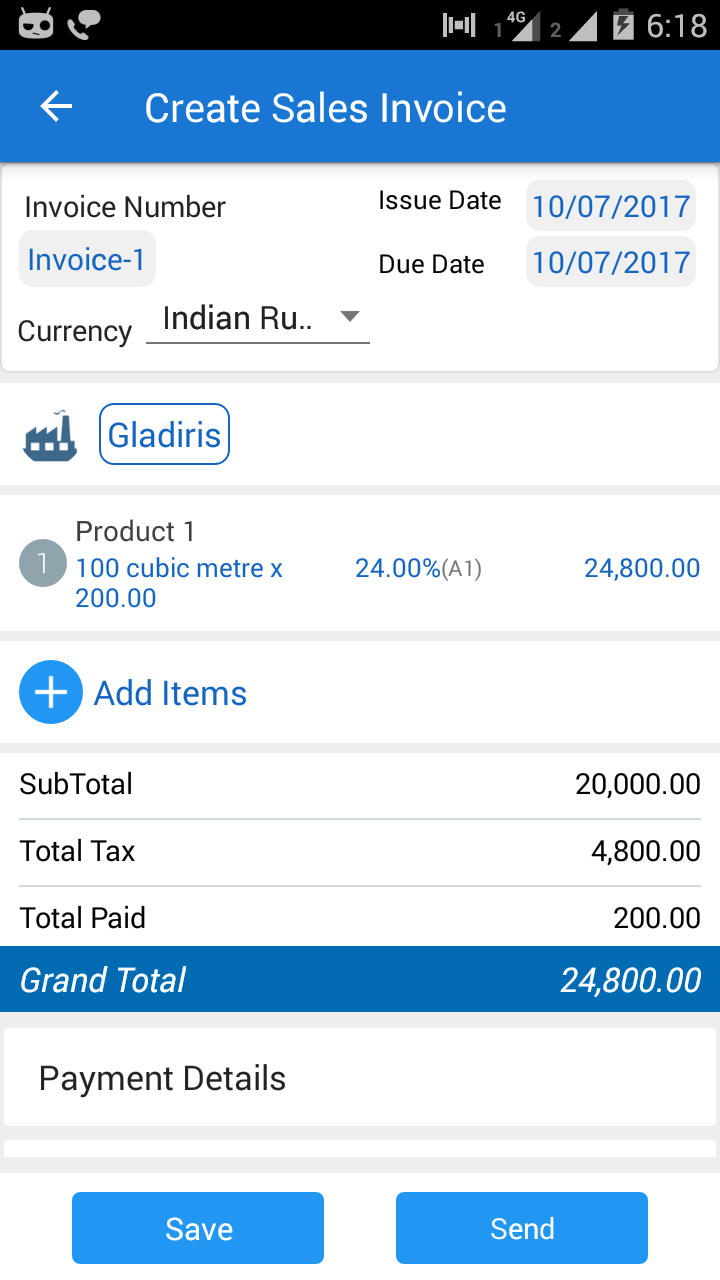 1 4G 2 6:18
Create Sales Invoice
Invoice Number
Issue Date 10/07/2017
Invoice-1
Due Date 10/07/2017
Currency Indian Ru..
Gladiris
Product 1
1 100 cubic metre x 24.00%(A1) 24,800.00
200.00
Add Items
SubTotal 20,000.00
Total Tax 4,800.00
Total Paid 200.00
Grand Total 24,800.00
Payment Details
Save Send